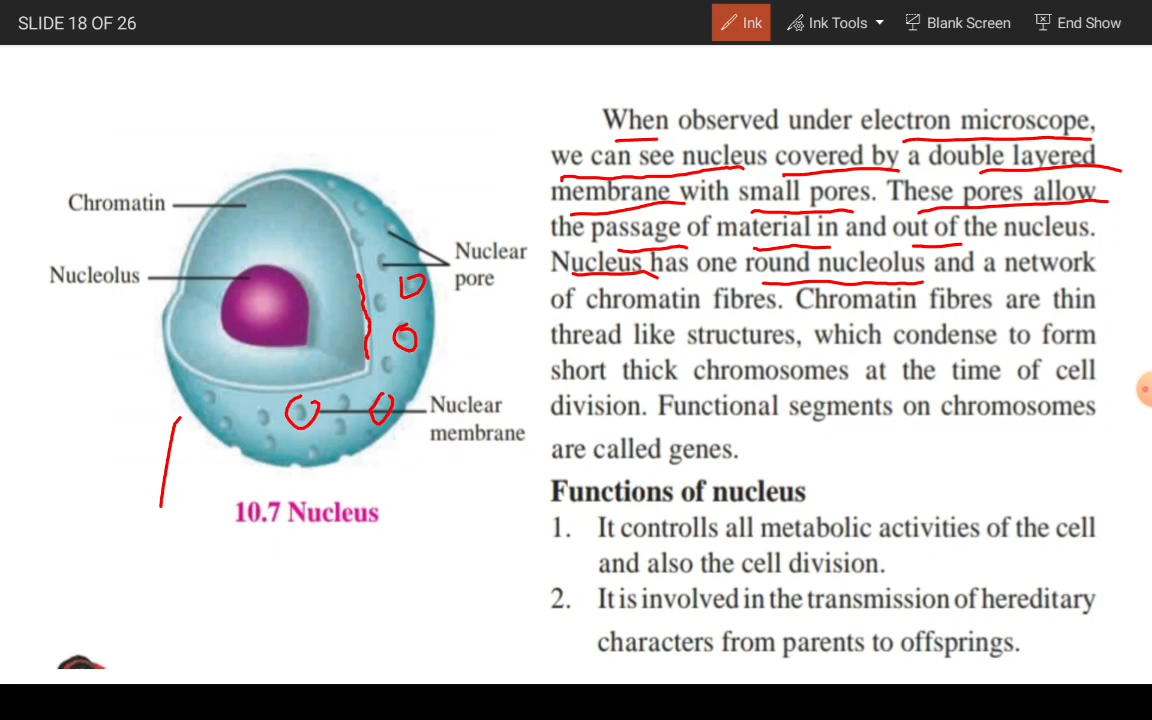 SLIDE 18 OF 26
Ink
Ink Tools
Blank Screen
End Show
Chromatin
Nucleolus
Nuclear
pore
Nuclear
membrane
10.7 Nucleus
When observed under electron microscope,
we can see nucleus covered by a double layered
membrane with small pores. These pores allow
the passage of material in and out of the nucleus.
Nucleus has one round nucleolus and a network
of chromatin fibres. Chromatin fibres are thin
thread like structures, which condense to form
short thick chromosomes at the time of cell
division. Functional segments on chromosomes
are called genes.
Functions of nucleus
1. It controlls all metabolic activities of the cell
and also the cell division.
2. It is involved in the transmission of hereditary
characters from parents to offsprings.